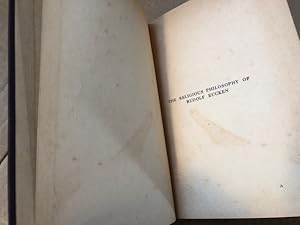 THE RELIGIOUS PHILOSOPHY OF
RUDOLF EUCKEN
A